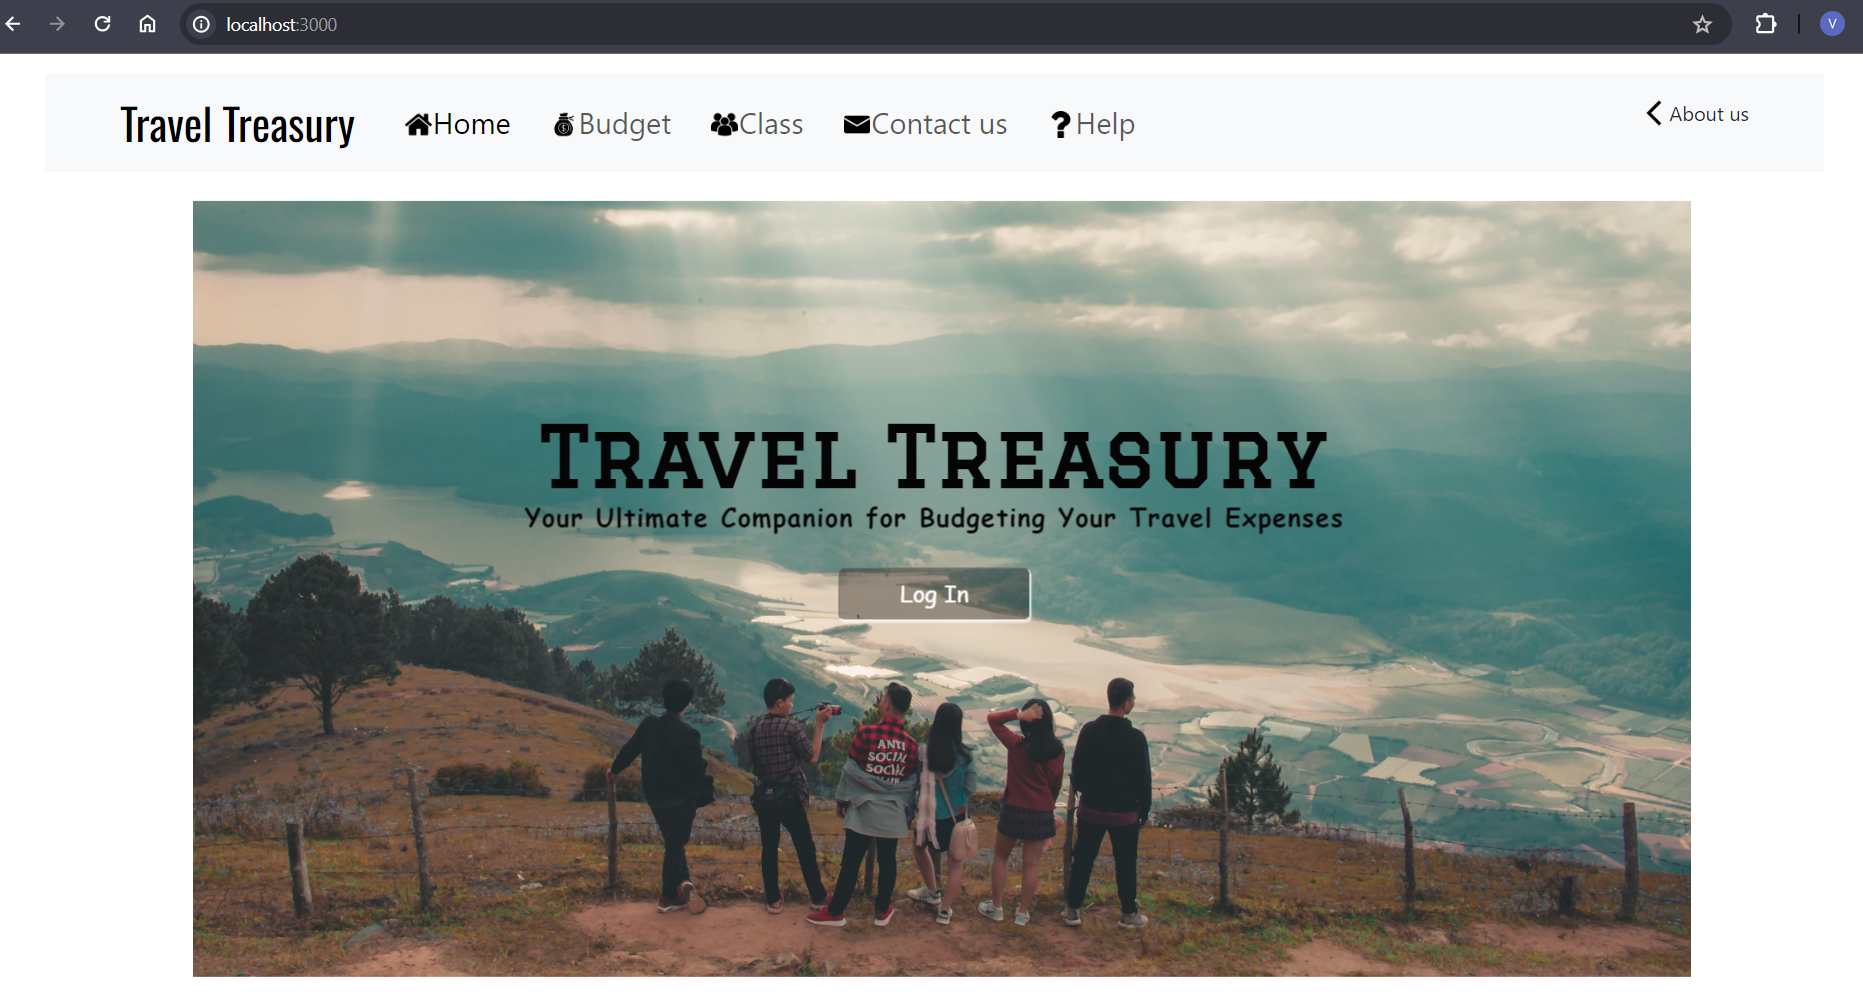 localhost:3000
V
Travel Treasury Home Budget Class Contact us Help About us
Travel Treasury
Your Ultimate Companion for Budgeting Your Travel Expenses
Log In
ANTI
SOCIAL
SOCIAL